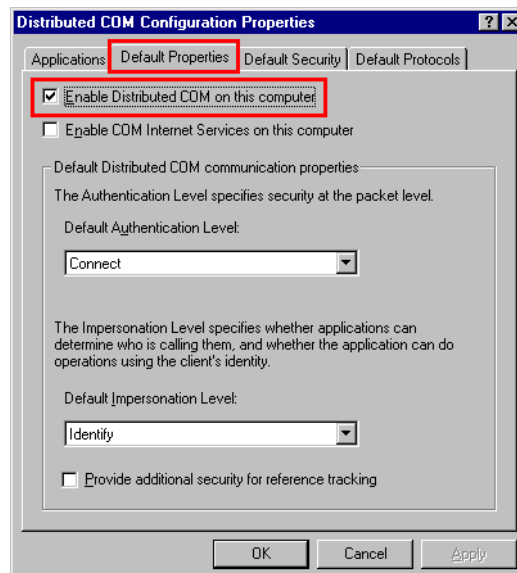 Distributed COM Configuration Properties
Applications
Default Properties
Default Security
Default Protocols
Enable Distributed COM on this computer
Enable COM Internet Services on this computer
Default Distributed COM communication properties
The Authentication Level specifies security at the packet level.
Default Authentication Level:
Connect
The Impersonation Level specifies whether applications can
determine who is calling them, and whether the application can do
operations using the client's identity.
Default Impersonation Level:
Identify
Provide additional security for reference tracking
OK
Cancel
Apply